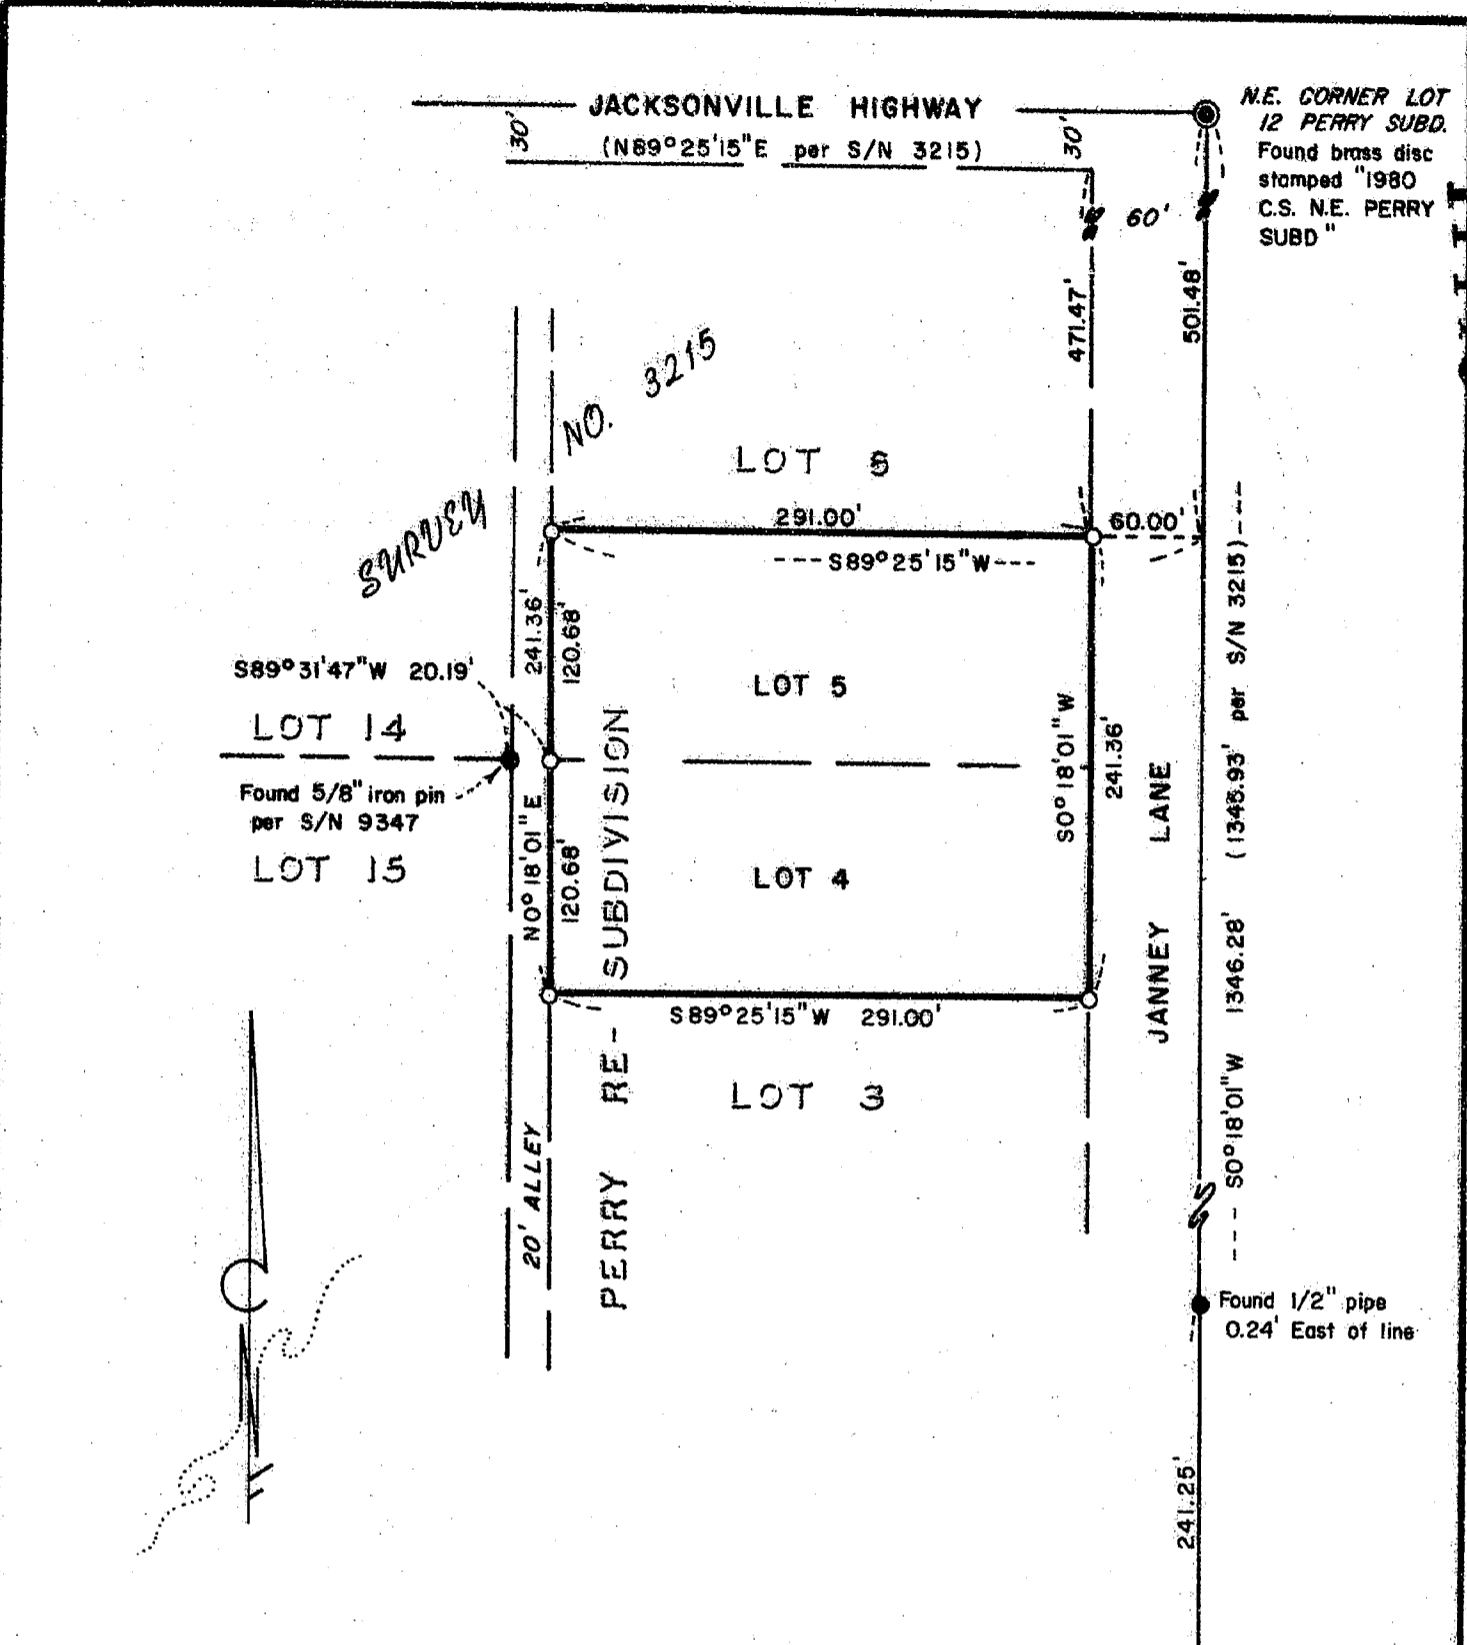 JACKSONVILLE HIGHWAY
(N89°25'15"E per S/N 3215)
30'
30'
N.E. CORNER LOT
12 PERRY SUBD.
Found brass disc
stamped "1980
C.S. N.E. PERRY
SUBD"
60'
471.47'
501.48'
SURVEY NO. 3215
LOT 6
291.00'
60.00'
---S89°25'15"W---
241.36'
120.68'
S89°31'47"W 20.19'
LOT 14
LOT 5
Found 5/8" iron pin
per S/N 9347
LOT 15
N0°18'01"E
120.68'
LOT 4
S0°18'01"W
241.36'
JANNEY LANE
---- S0°18'01"W 1346.28' (1346.93' per S/N 3215)----
S89°25'15"W 291.00'
LOT 3
20' ALLEY
PERRY RE-SUBDIVISION
Found 1/2" pipe
0.24' East of line
241.25'